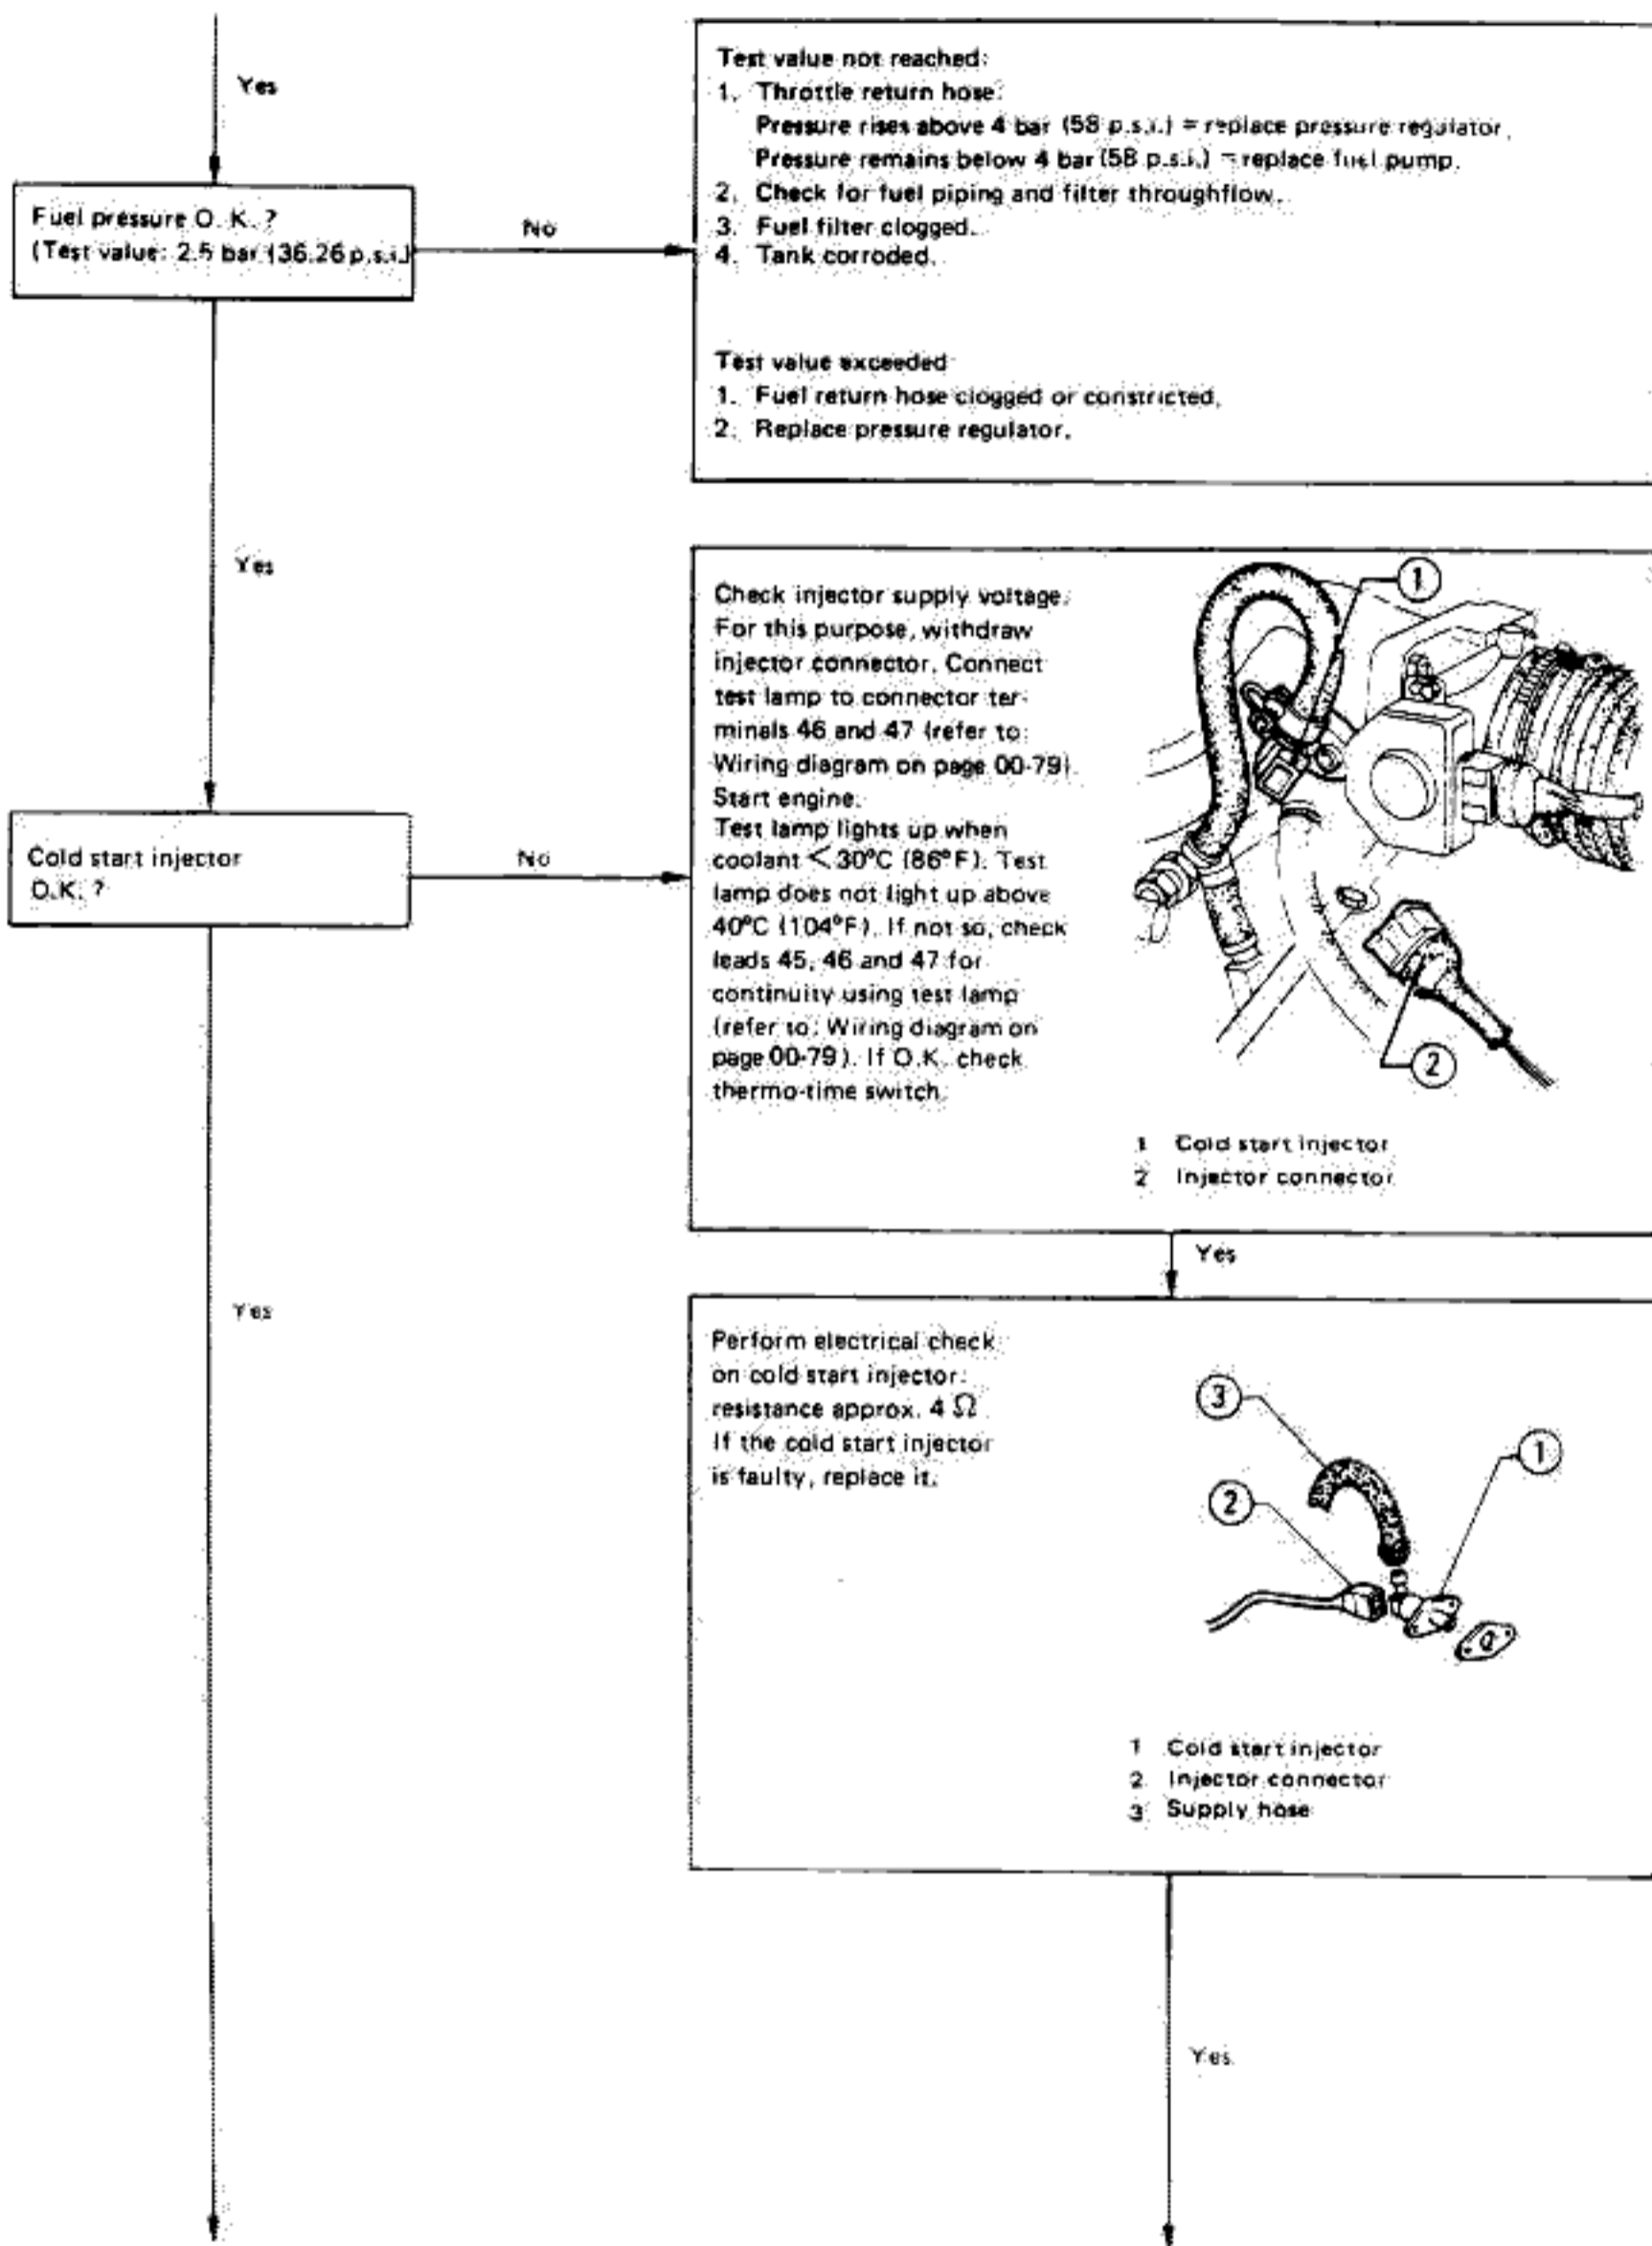 Yes
Fuel pressure O.K.?
(Test value: 2.5 bar (36.26 p.s.i.)
No
Test value not reached:
1. Throttle return hose.
Pressure rises above 4 bar (58 p.s.i.) = replace pressure regulator.
Pressure remains below 4 bar (58 p.s.i.) = replace fuel pump.
2. Check for fuel piping and filter throughflow.
3. Fuel filter clogged.
4. Tank corroded.
Test value exceeded
1. Fuel return hose clogged or constricted.
2. Replace pressure regulator.
Yes
Cold start injector
O.K. ?
No
Check injector supply voltage.
For this purpose, withdraw
injector connector. Connect
test lamp to connector ter-
minals 46 and 47 (refer to:
Wiring diagram on page 00-79).
Start engine.
Test lamp lights up when
coolant < 30°C (86°F). Test
lamp does not light up above
40°C (104°F). If not so, check
leads 45, 46 and 47 for
continuity using test lamp
(refer to: Wiring diagram on
page 00-79). If O.K. check
thermo-time switch.
1
2
1 Cold start injector
2 Injector connector
Yes
Yes
Perform electrical check
on cold start injector:
resistance approx. 4 Ω
If the cold start injector
is faulty, replace it.
3
1
2
1 Cold start injector
2 Injector connector
3 Supply hose
Yes